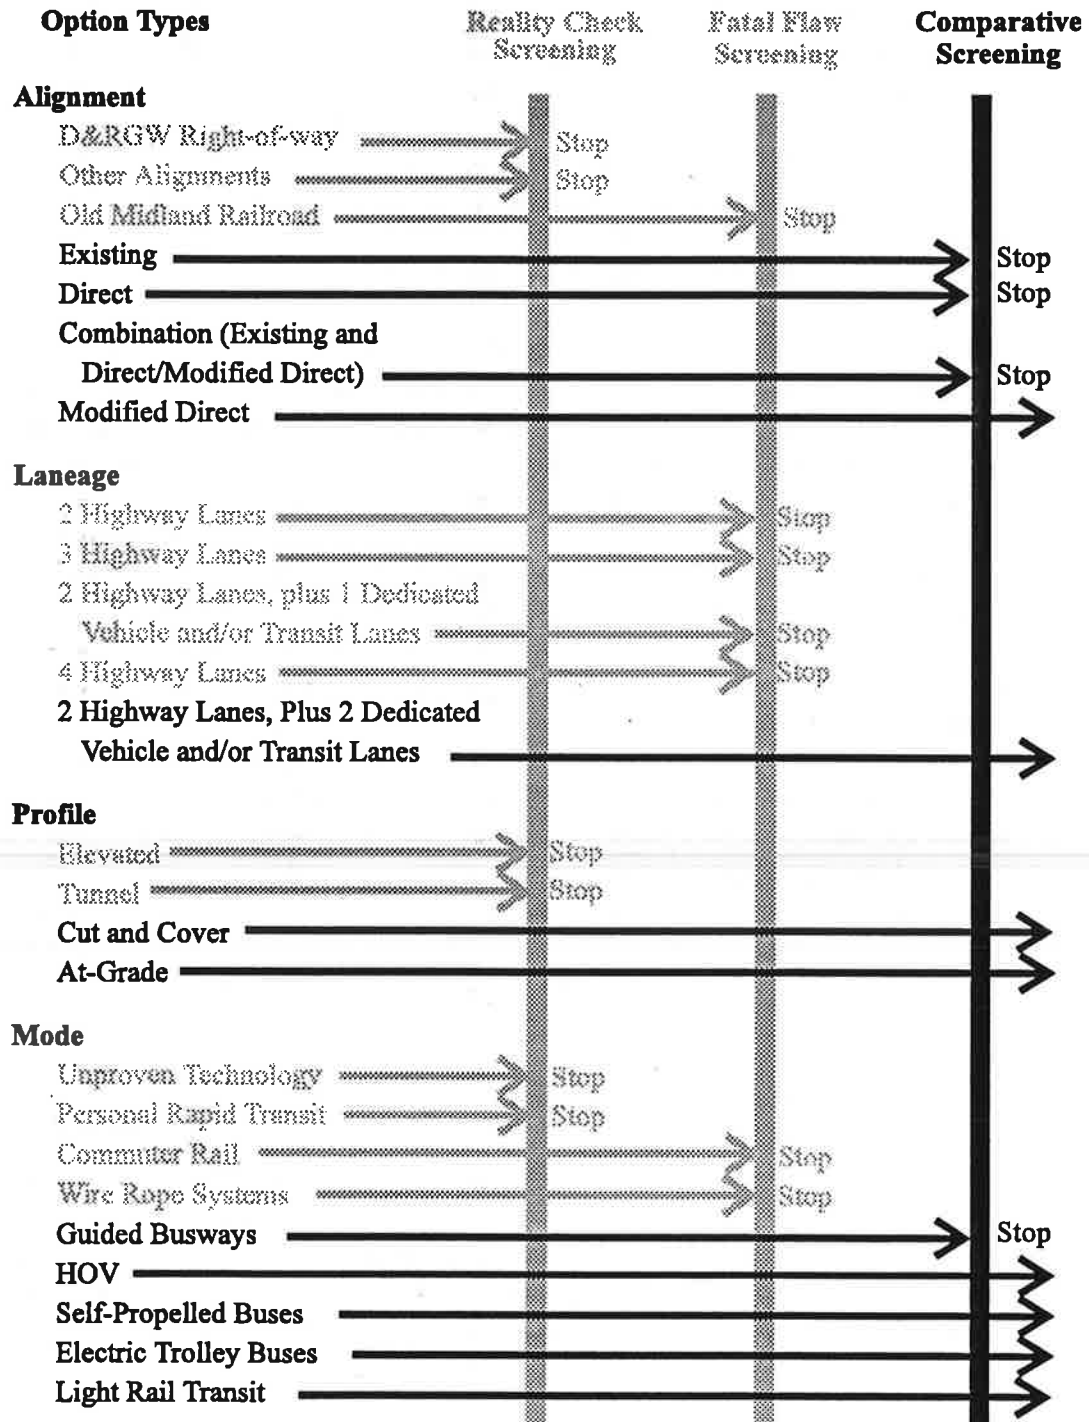 Option Types
Reality Check Screening
Fatal Flaw Screening
Comparative Screening
Alignment
D&RGW Right-of-way Stop
Other Alignments Stop
Old Midland Railroad Stop
Existing Stop
Direct Stop
Combination (Existing and
Direct/Modified Direct) Stop
Modified Direct
Laneage
2 Highway Lanes Stop
3 Highway Lanes Stop
2 Highway Lanes, plus 1 Dedicated
Vehicle and/or Transit Lanes Stop
4 Highway Lanes Stop
2 Highway Lanes, Plus 2 Dedicated
Vehicle and/or Transit Lanes
Profile
Elevated Stop
Tunnel Stop
Cut and Cover
At-Grade
Mode
Unproven Technology Stop
Personal Rapid Transit Stop
Commuter Rail Stop
Wire Rope Systems Stop
Guided Busways Stop
HOV
Self-Propelled Buses
Electric Trolley Buses
Light Rail Transit